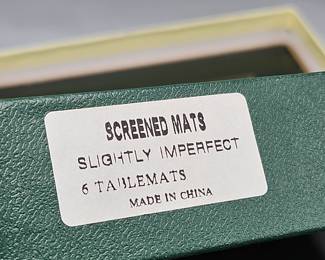 SCREENED MATS
SLIGHTLY IMPERFECT
6 TABLEMATS
MADE IN CHINA